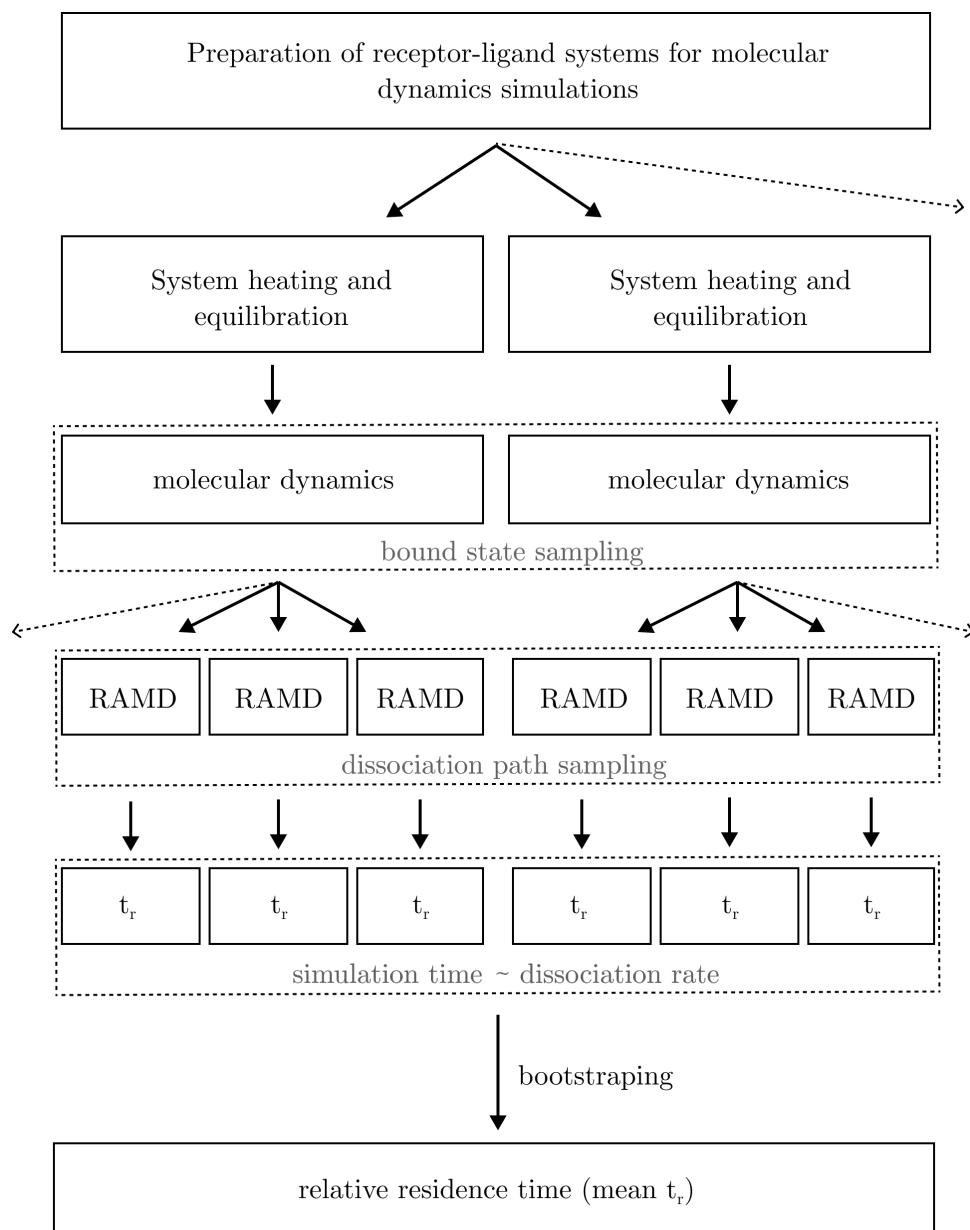 Preparation of receptor-ligand systems for molecular
dynamics simulations
System heating and
equilibration
System heating and
equilibration
molecular dynamics
molecular dynamics
bound state sampling
RAMD
RAMD
RAMD
RAMD
RAMD
RAMD
dissociation path sampling
tr
tr
tr
tr
tr
tr
simulation time ~ dissociation rate
bootstraping
relative residence time (mean tr)